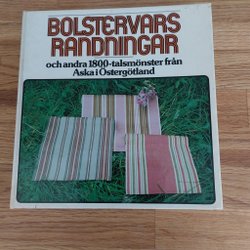 BOLSTERVARS
RANDNINGAR
och andra 1800-talsmönster från
Aska i Östergötland